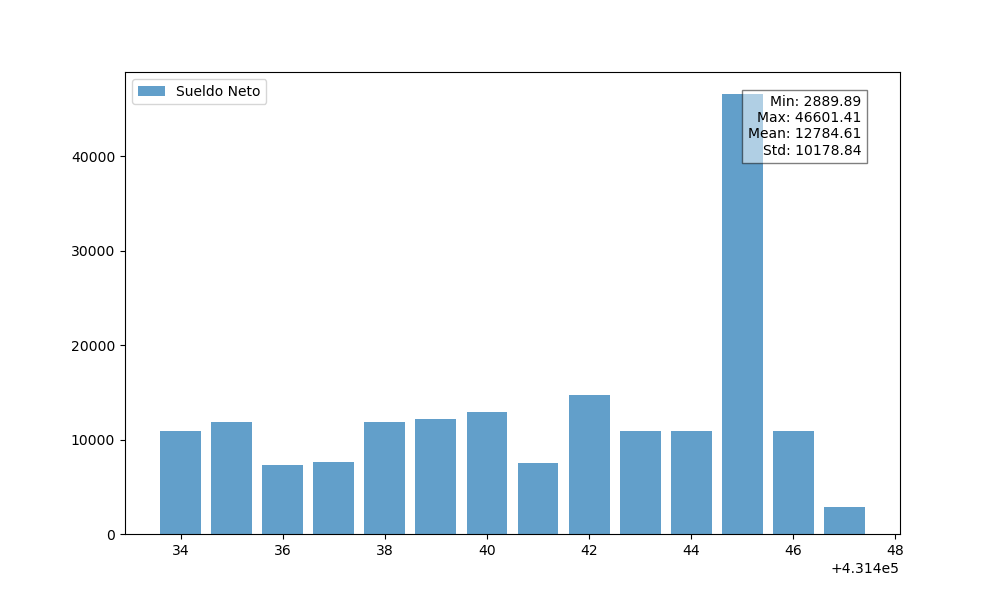 Sueldo Neto
Min: 2889.89
Max: 46601.41
Mean: 12784.61
Std: 10178.84
40000
30000
20000
10000
0
34 36 38 40 42 44 46 48
+4.314e5